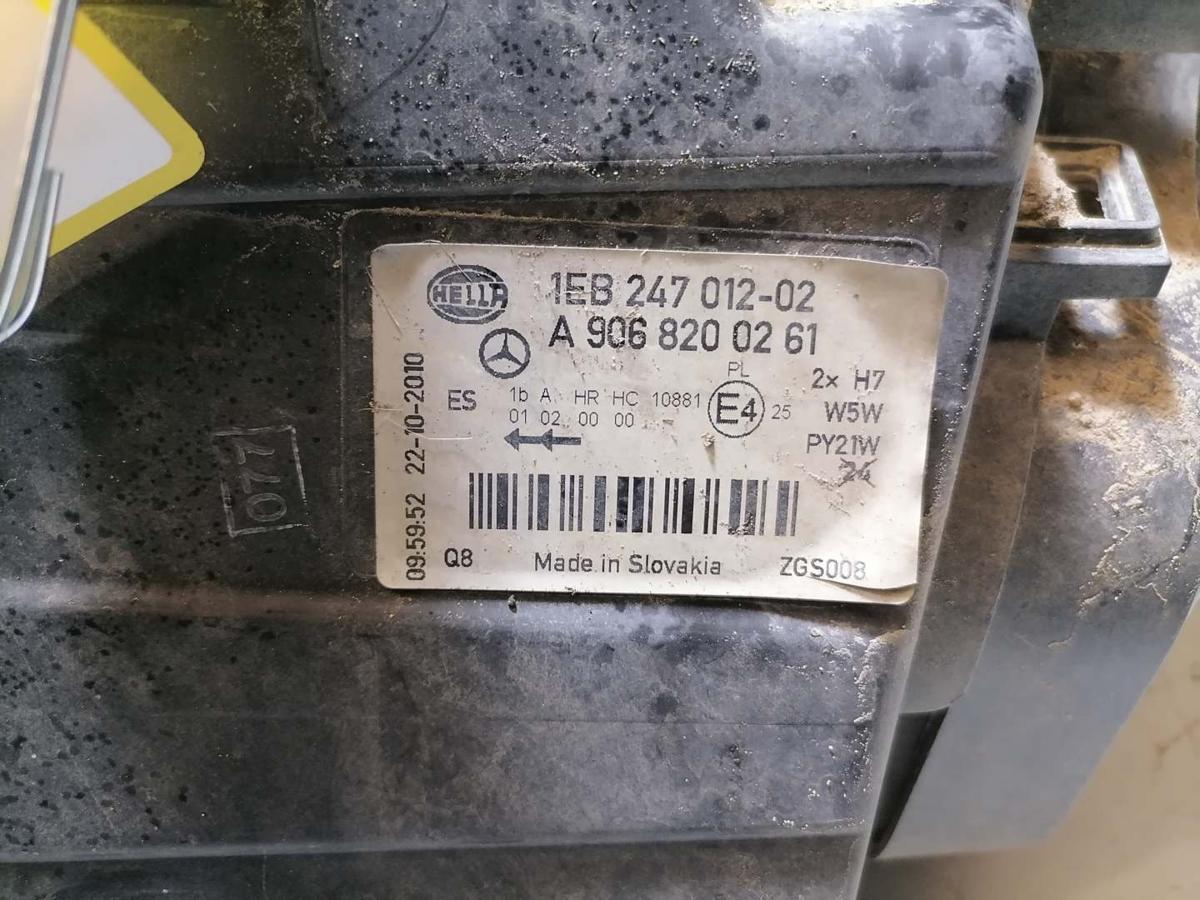 HELLA
1EB 247 012-02
A 906 820 02 61
PL
2x H7
ES
1b A HR HC 10881
E4
25
W5W
01 02 00 00
PY21W
24
09:59:52 22-10-2010
Q8
Made in Slovakia
ZGS008
077